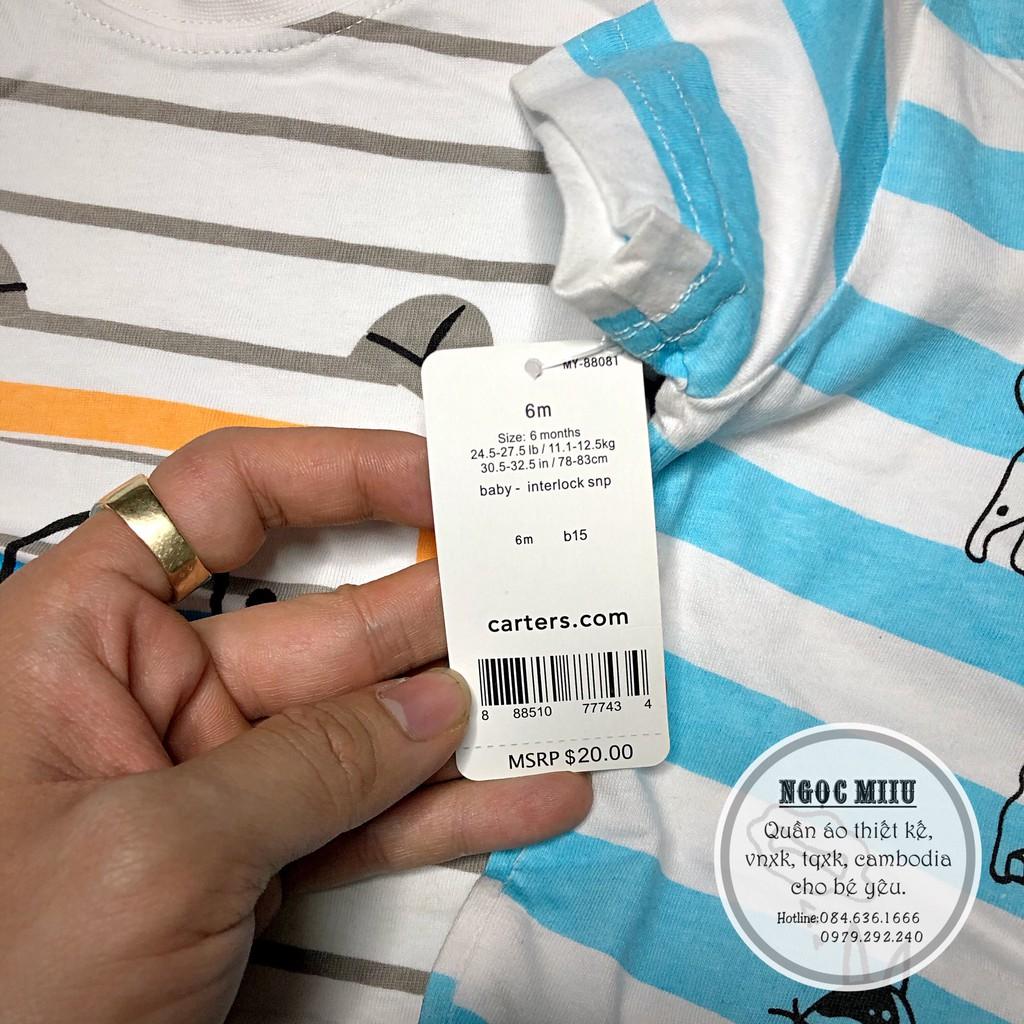 MY-88081
6m
Size: 6 months
24.5-27.5 lb / 11.1-12.5kg
30.5-32.5 in / 78-83cm
baby - interlock snp
6m b15
carters.com
8 88510 77743 4
MSRP $20.00
NGOC MIIU
Quần áo thiết kế,
vnxk, tqxk, cambodia
cho bé yêu.
Hotline:084.636.1666
0979.292.240